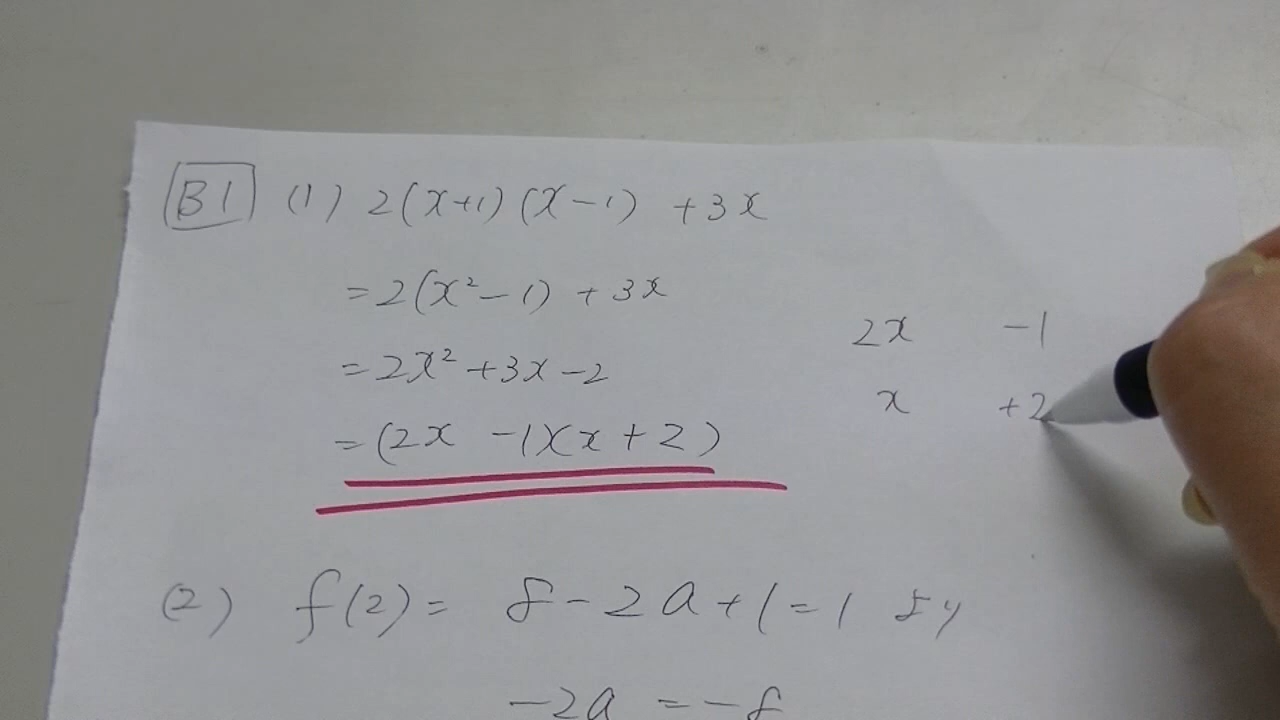 B1 (1) 2(x+1)(x-1) +3x
=2(x²-1) +3x
=2x²+3x-2
=(2x -1)(x+2)
2x -1
x +2
(2) f(2)= 8-2a+1=1 より
-2a =-8